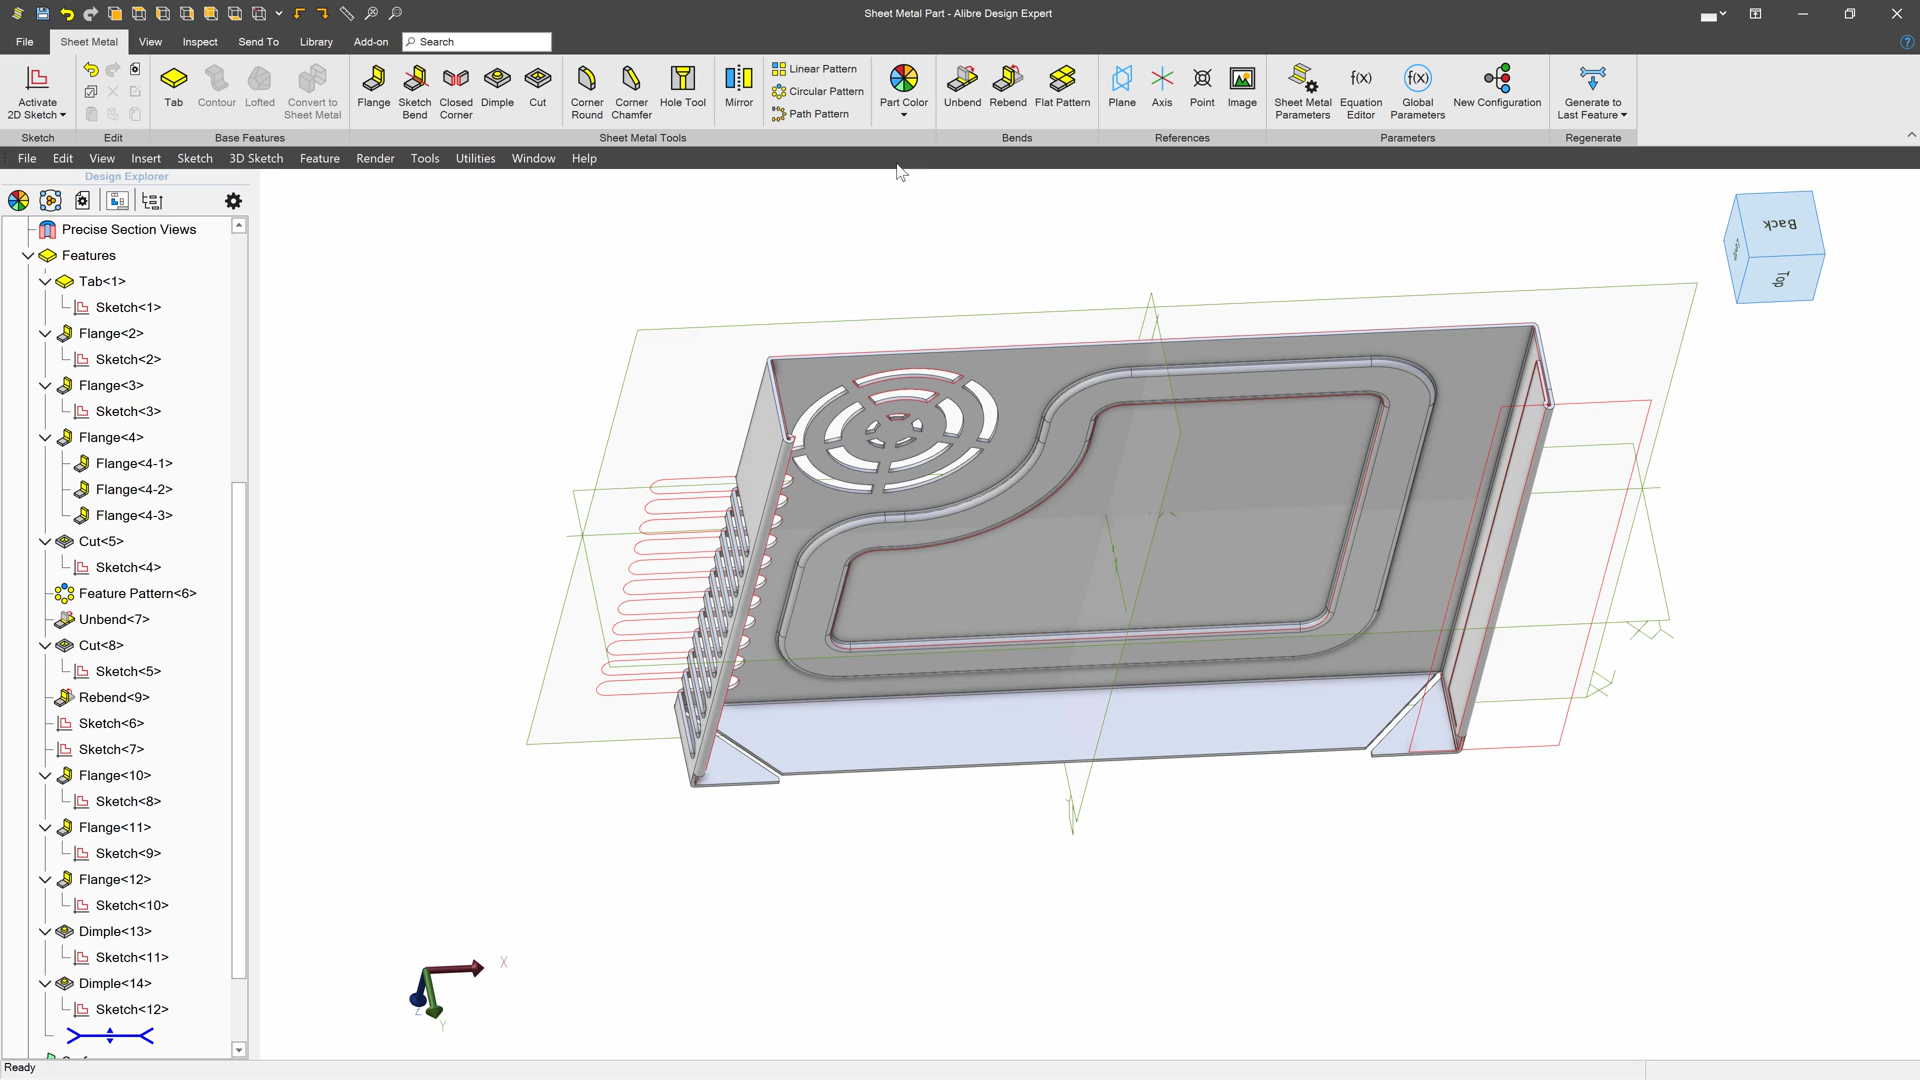 Sheet Metal Part - Alibre Design Expert
File Sheet Metal View Inspect Send To Library Add-on Search
Activate 2D Sketch
Tab Contour Lofted Convert to Sheet Metal
Flange Sketch Bend Closed Corner Dimple Cut
Corner Round Corner Chamfer Hole Tool
Mirror
Linear Pattern
Circular Pattern
Path Pattern
Part Color
Unbend Rebend Flat Pattern
Plane Axis Point Image
Sheet Metal Parameters
f(x) Equation Editor
f(x) Global Parameters
New Configuration
Generate to Last Feature
Sketch Edit Base Features Sheet Metal Tools Bends References Parameters Regenerate
File Edit View Insert Sketch 3D Sketch Feature Render Tools Utilities Window Help
Design Explorer
Precise Section Views
Features
Tab<1>
Sketch<1>
Flange<2>
Sketch<2>
Flange<3>
Sketch<3>
Flange<4>
Flange<4-1>
Flange<4-2>
Flange<4-3>
Cut<5>
Sketch<4>
Feature Pattern<6>
Unbend<7>
Cut<8>
Sketch<5>
Rebend<9>
Sketch<6>
Sketch<7>
Flange<10>
Sketch<8>
Flange<11>
Sketch<9>
Flange<12>
Sketch<10>
Dimple<13>
Sketch<11>
Dimple<14>
Sketch<12>
Back
Top
X
Z
Y
Ready